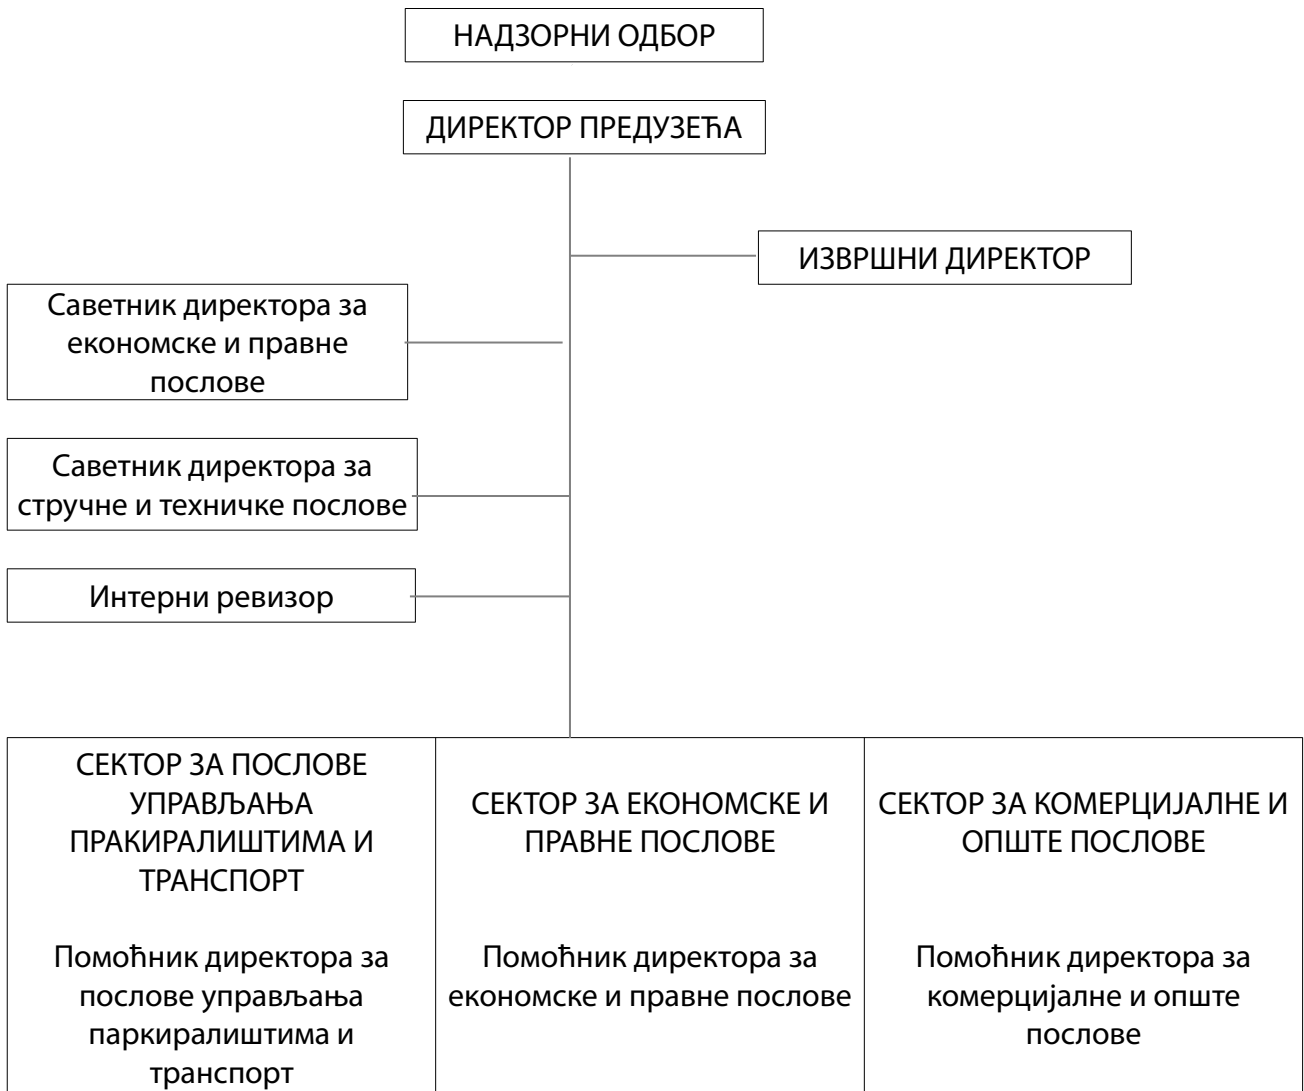 НАДЗОРНИ ОДБОР
ДИРЕКТОР ПРЕДУЗЕЋА
ИЗВРШНИ ДИРЕКТОР
Саветник директора за
економске и правне
послове
Саветник директора за
стручне и техничке послове
Интерни ревизор
СЕКТОР ЗА ПОСЛОВЕ
УПРАВЉАЊА
ПРАКИРАЛИШТИМА И
ТРАНСПОРТ
Помоћник директора за
послове управљања
паркиралиштима и
транспорт
СЕКТОР ЗА ЕКОНОМСКЕ И
ПРАВНЕ ПОСЛОВЕ
Помоћник директора за
економске и правне послове
СЕКТОР ЗА КОМЕРЦИЈАЛНЕ И
ОПШТЕ ПОСЛОВЕ
Помоћник директора за
комерцијалне и опште
послове